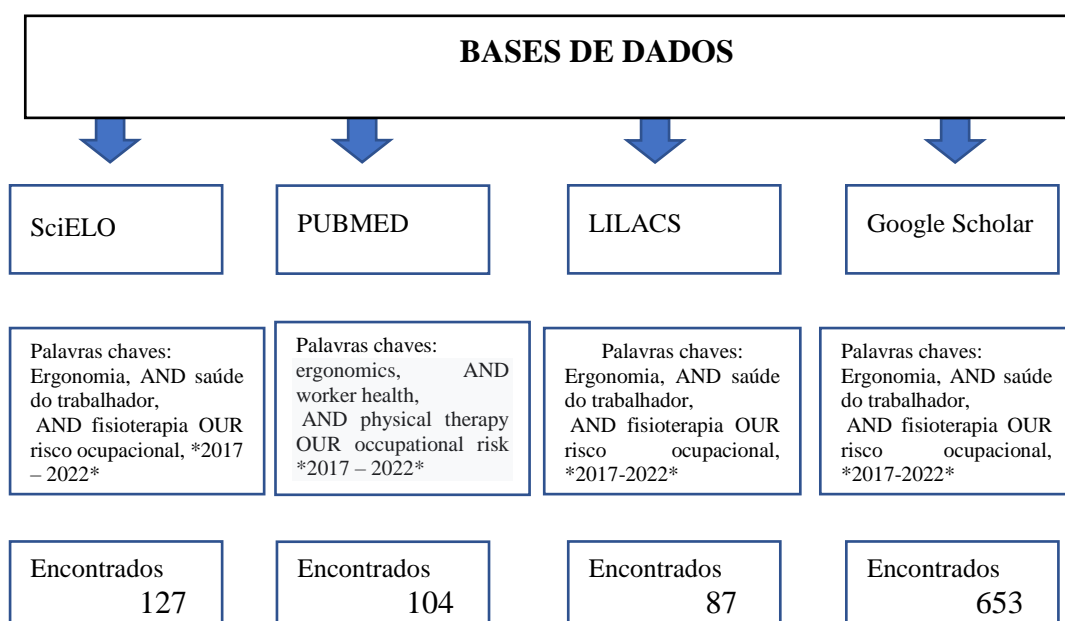 BASES DE DADOS
SciELO
PUBMED
LILACS
Google Scholar
Palavras chaves:
Ergonomia, AND saúde
do trabalhador,
AND fisioterapia OUR
risco ocupacional, *2017
– 2022*
Palavras chaves:
ergonomics, AND
worker health,
AND physical therapy
OUR occupational risk
*2017 – 2022*
Palavras chaves:
Ergonomia, AND saúde
do trabalhador,
AND fisioterapia OUR
risco ocupacional,
*2017-2022*
Palavras chaves:
Ergonomia, AND saúde
do trabalhador,
AND fisioterapia OUR
risco ocupacional,
*2017-2022*
Encontrados
127
Encontrados
104
Encontrados
87
Encontrados
653